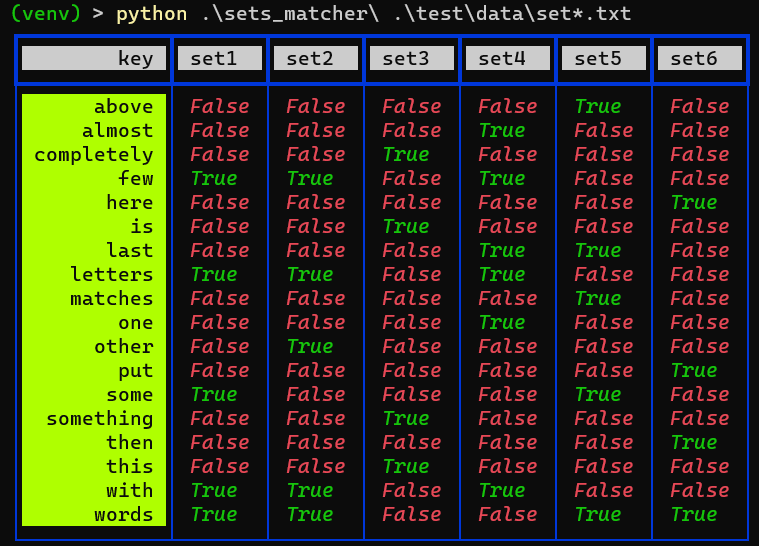 (venv) > python .\sets_matcher\ .\test\data\set*.txt
key set1 set2 set3 set4 set5 set6
above False False False False True False
almost False False False True False False
completely False False True False False False
few True True False True False False
here False False False False False True
is False False True False False False
last False False False True True False
letters True True False True False False
matches False False False False True False
one False False False True False False
other False True False False False False
put False False False False False True
some True False False False True False
something False False True False False False
then False False False False False True
this False False True False False False
with True True False True False False
words True True False False True True